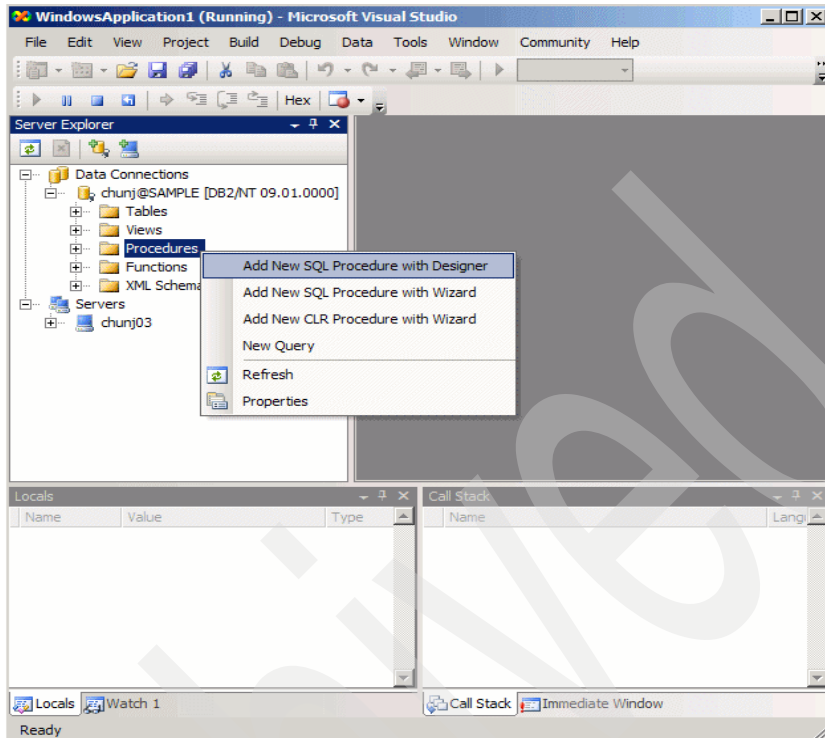 WindowsApplication1 (Running) - Microsoft Visual Studio
File Edit View Project Build Debug Data Tools Window Community Help
Hex
Server Explorer
Data Connections
chunj@SAMPLE [DB2/NT 09.01.0000]
Tables
Views
Procedures
Functions
XML Schema
Servers
chunj03
Add New SQL Procedure with Designer
Add New SQL Procedure with Wizard
Add New CLR Procedure with Wizard
New Query
Refresh
Properties
Locals
Name Value Type
Call Stack
Name Langu
Locals Watch 1
Call Stack Immediate Window
Ready